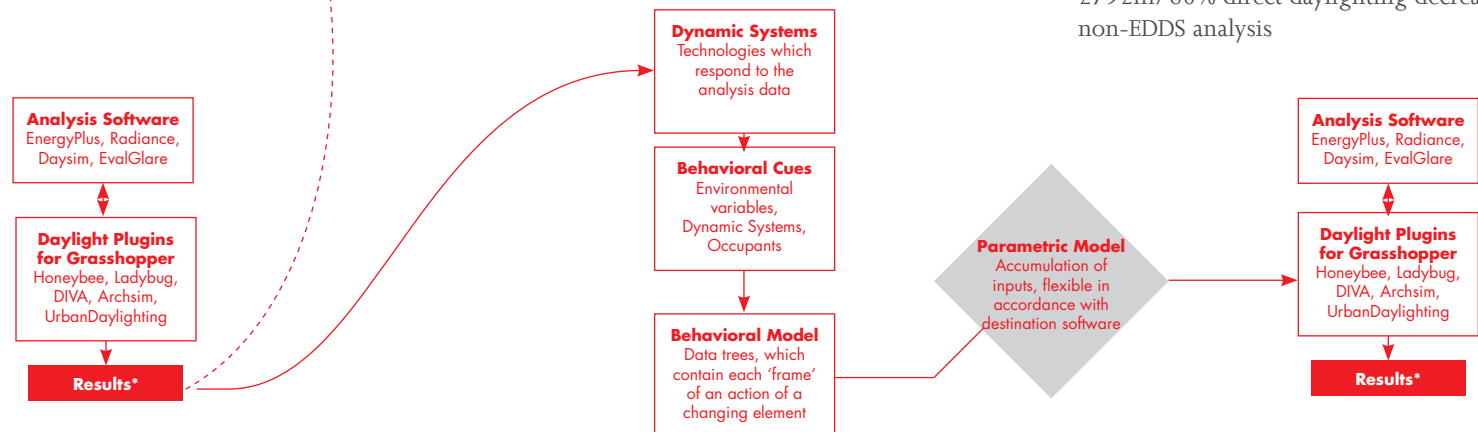 Analysis Software
EnergyPlus, Radiance,
Daysim, EvalGlare
Daylight Plugins
for Grasshopper
Honeybee, Ladybug,
DIVA, Archsim,
UrbanDaylighting
Results*
Dynamic Systems
Technologies which
respond to the
analysis data
Behavioral Cues
Environmental
variables,
Dynamic Systems,
Occupants
Behavioral Model
Data trees, which
contain each ‘frame’
of an action of a
changing element
Parametric Model
Accumulation of
inputs, flexible in
accordance with
destination software
non-EDDS analysis
Analysis Software
EnergyPlus, Radiance,
Daysim, EvalGlare
Daylight Plugins
for Grasshopper
Honeybee, Ladybug,
DIVA, Archsim,
UrbanDaylighting
Results*